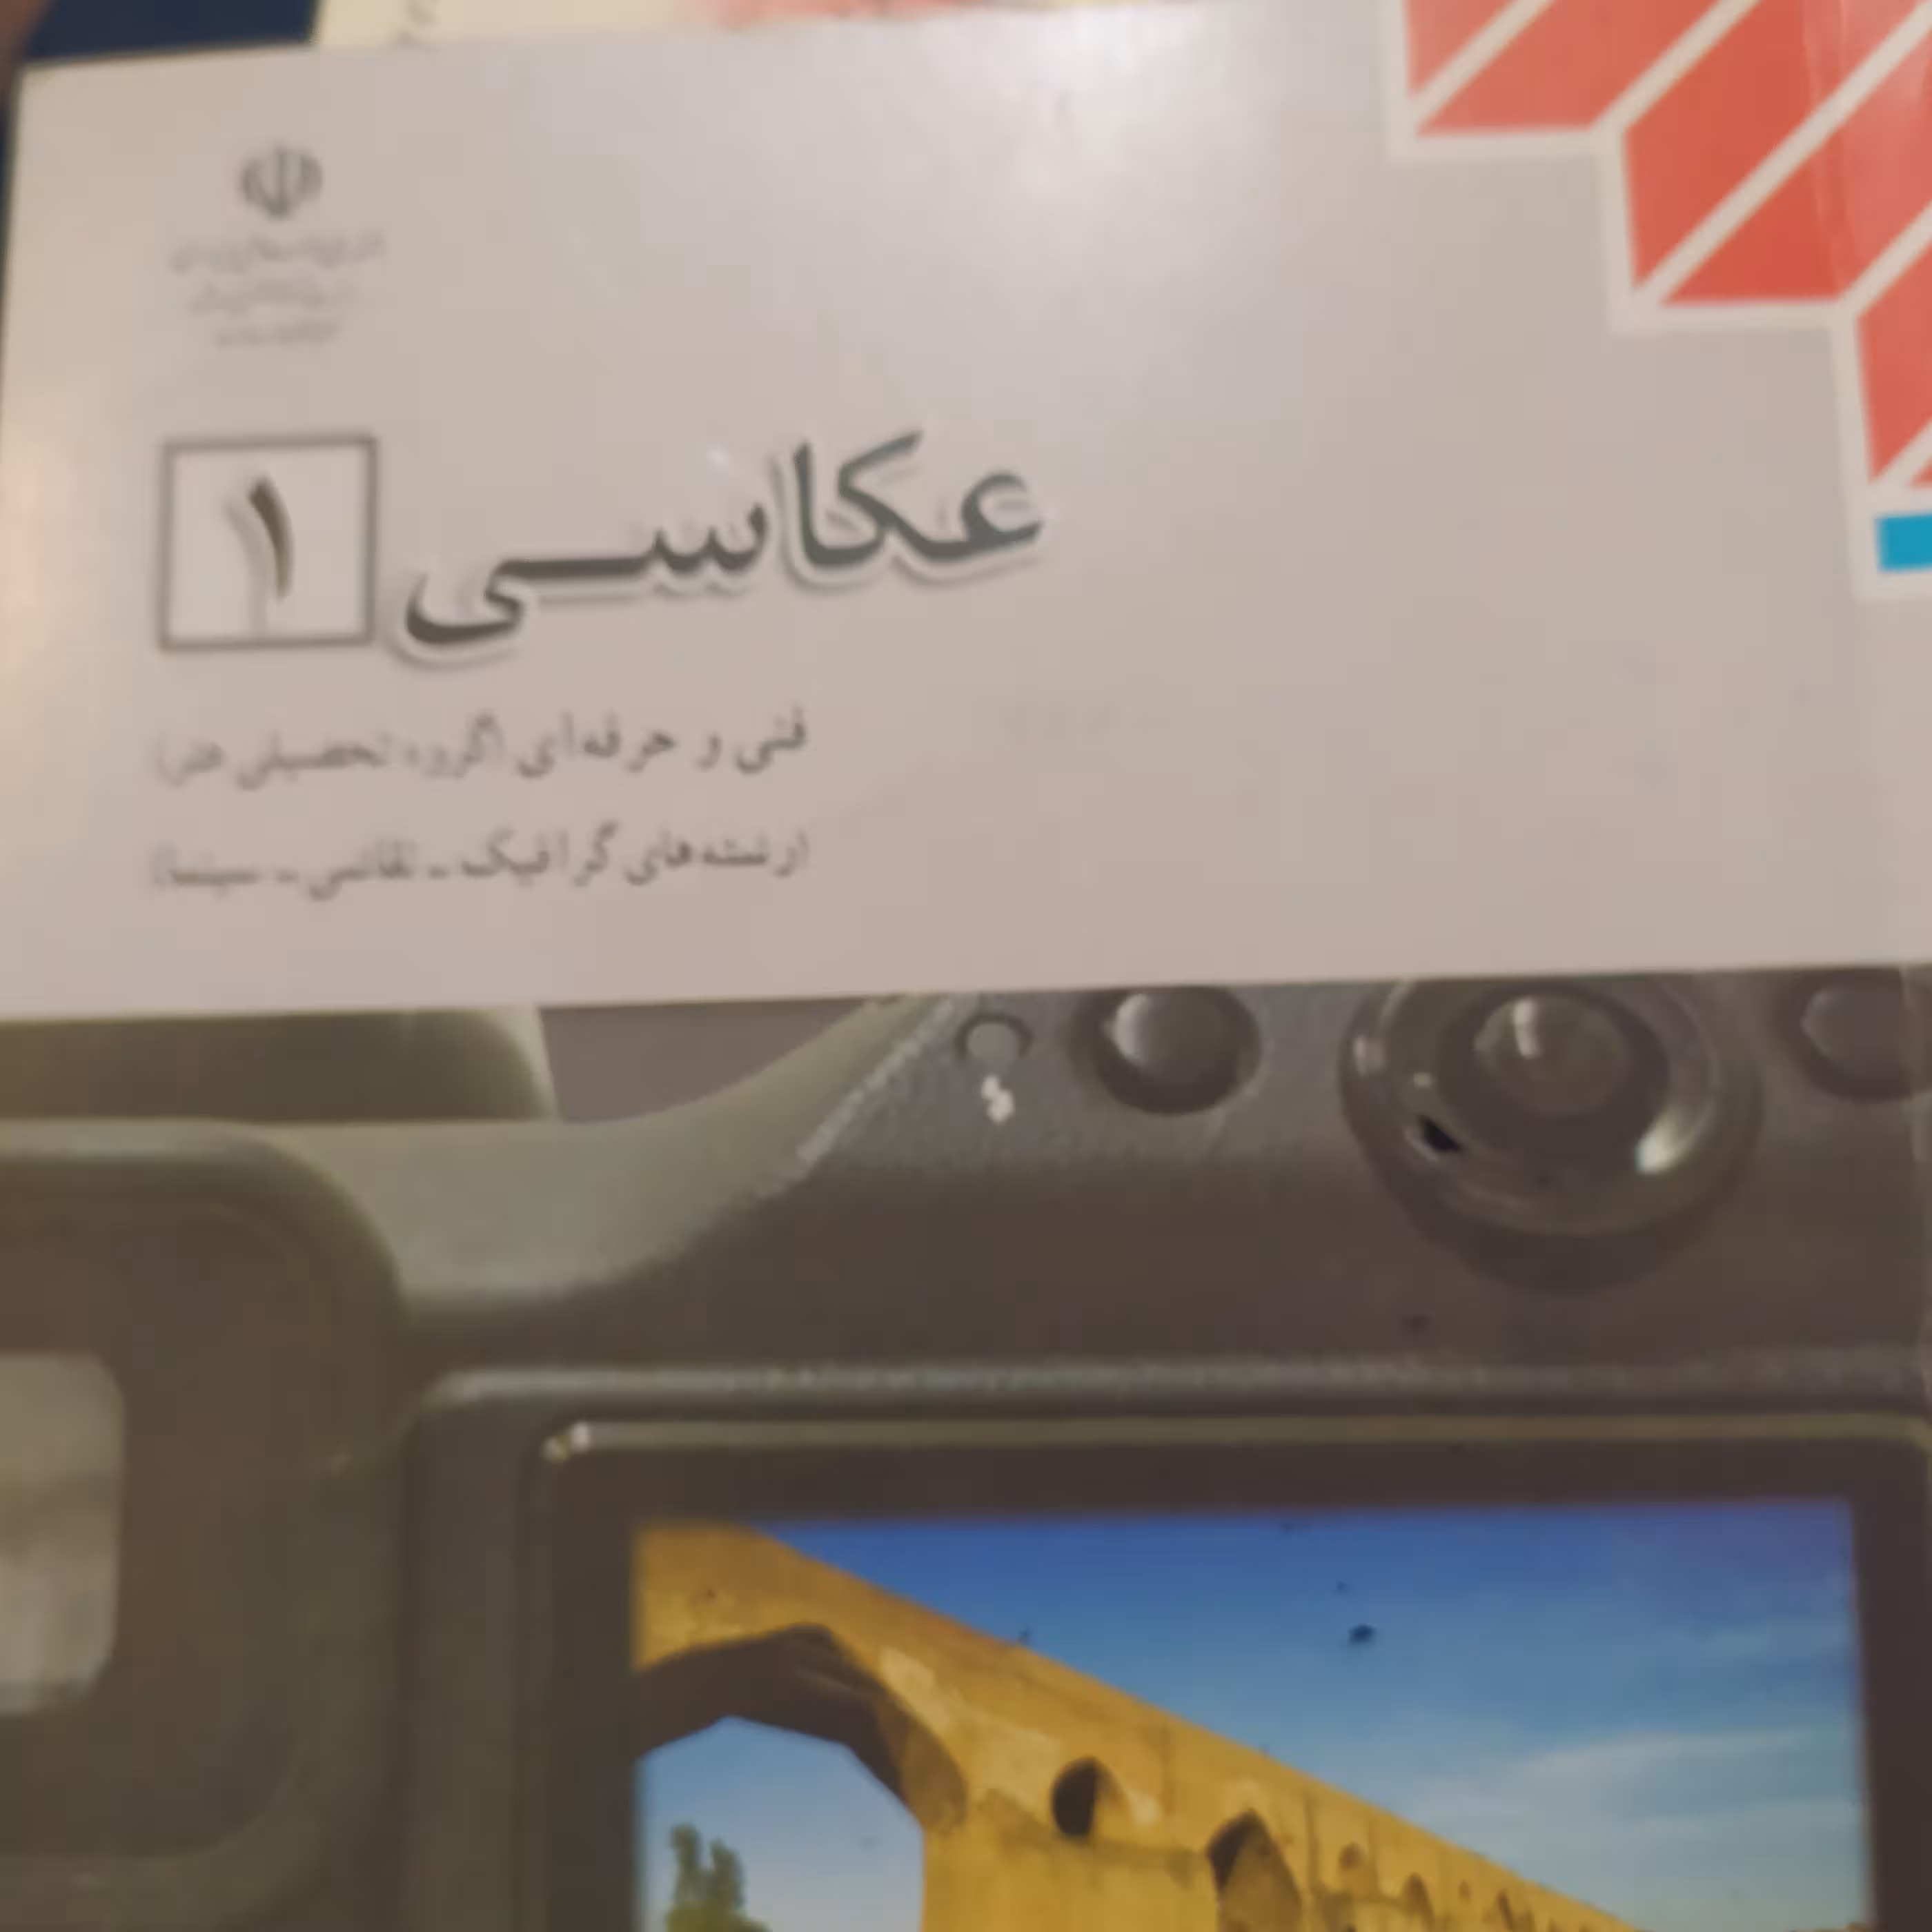 عکاسی ۱
فنی و حرفه‌ای (گروه تحصیلی هنر)
(رشته‌های گرافیک ـ نقاشی ـ سینما)